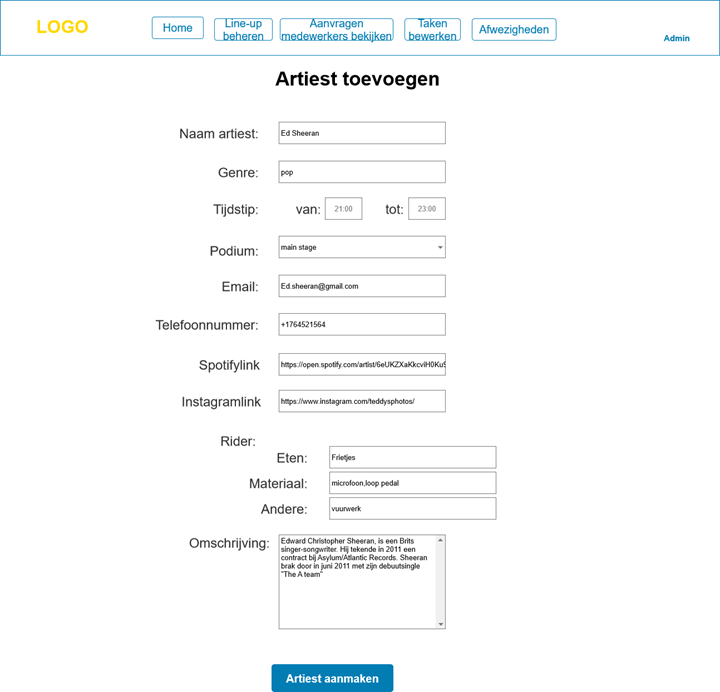 LOGO
Home
Line-up
beheren
Aanvragen
medewerkers bekijken
Taken
bewerken
Afwezigheden
Admin
Artiest toevoegen
Naam artiest: Ed Sheeran
Genre: pop
Tijdstip: van: 21:00 tot: 23:00
Podium: main stage
Email: Ed.sheeran@gmail.com
Telefoonnummer: +1764521564
Spotifylink https://open.spotify.com/artist/6eUKZXaKkcviH0Ku9
Instagramlink https://www.instagram.com/teddysphotos/
Rider:
Eten: Frietjes
Materiaal: microfoon,loop pedal
Andere: vuurwerk
Omschrijving: Edward Christopher Sheeran, is een Brits
singer-songwriter. Hij tekende in 2011 een
contract bij Asylum/Atlantic Records. Sheeran
brak door in juni 2011 met zijn debuutsingle
"The A team"
Artiest aanmaken